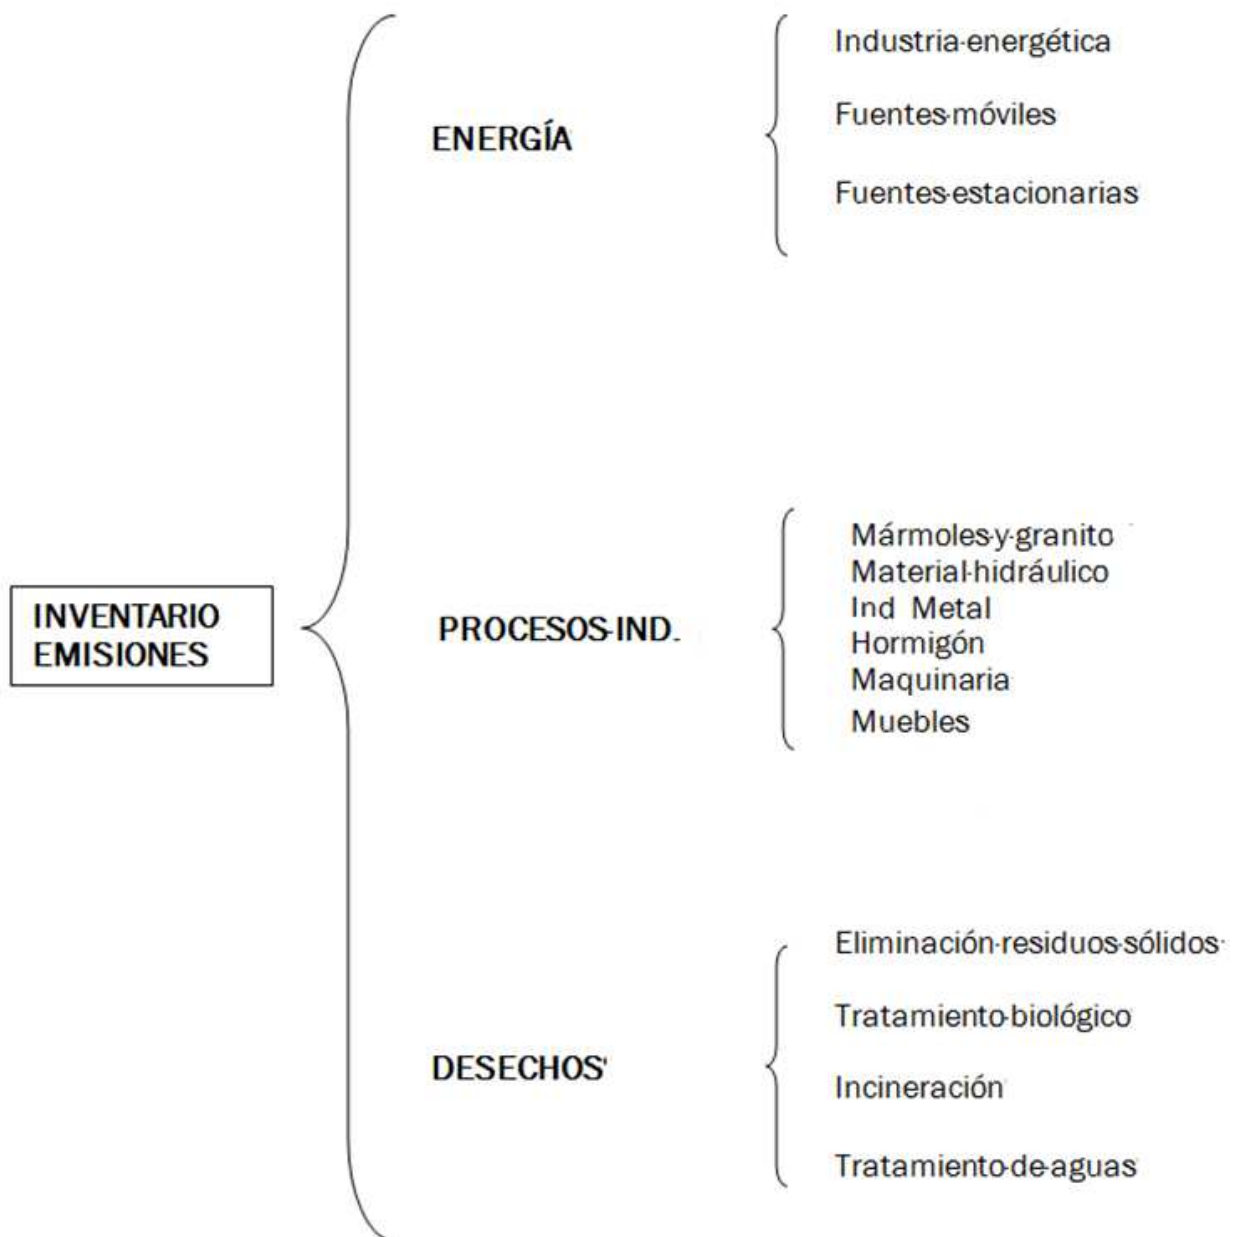 INVENTARIO
EMISIONES
ENERGÍA
Industria energética
Fuentes móviles
Fuentes estacionarias
PROCESOS IND.
Mármoles y granito
Material hidráulico
Ind Metal
Hormigón
Maquinaria
Muebles
DESECHOS
Eliminación residuos sólidos
Tratamiento biológico
Incineración
Tratamiento de aguas